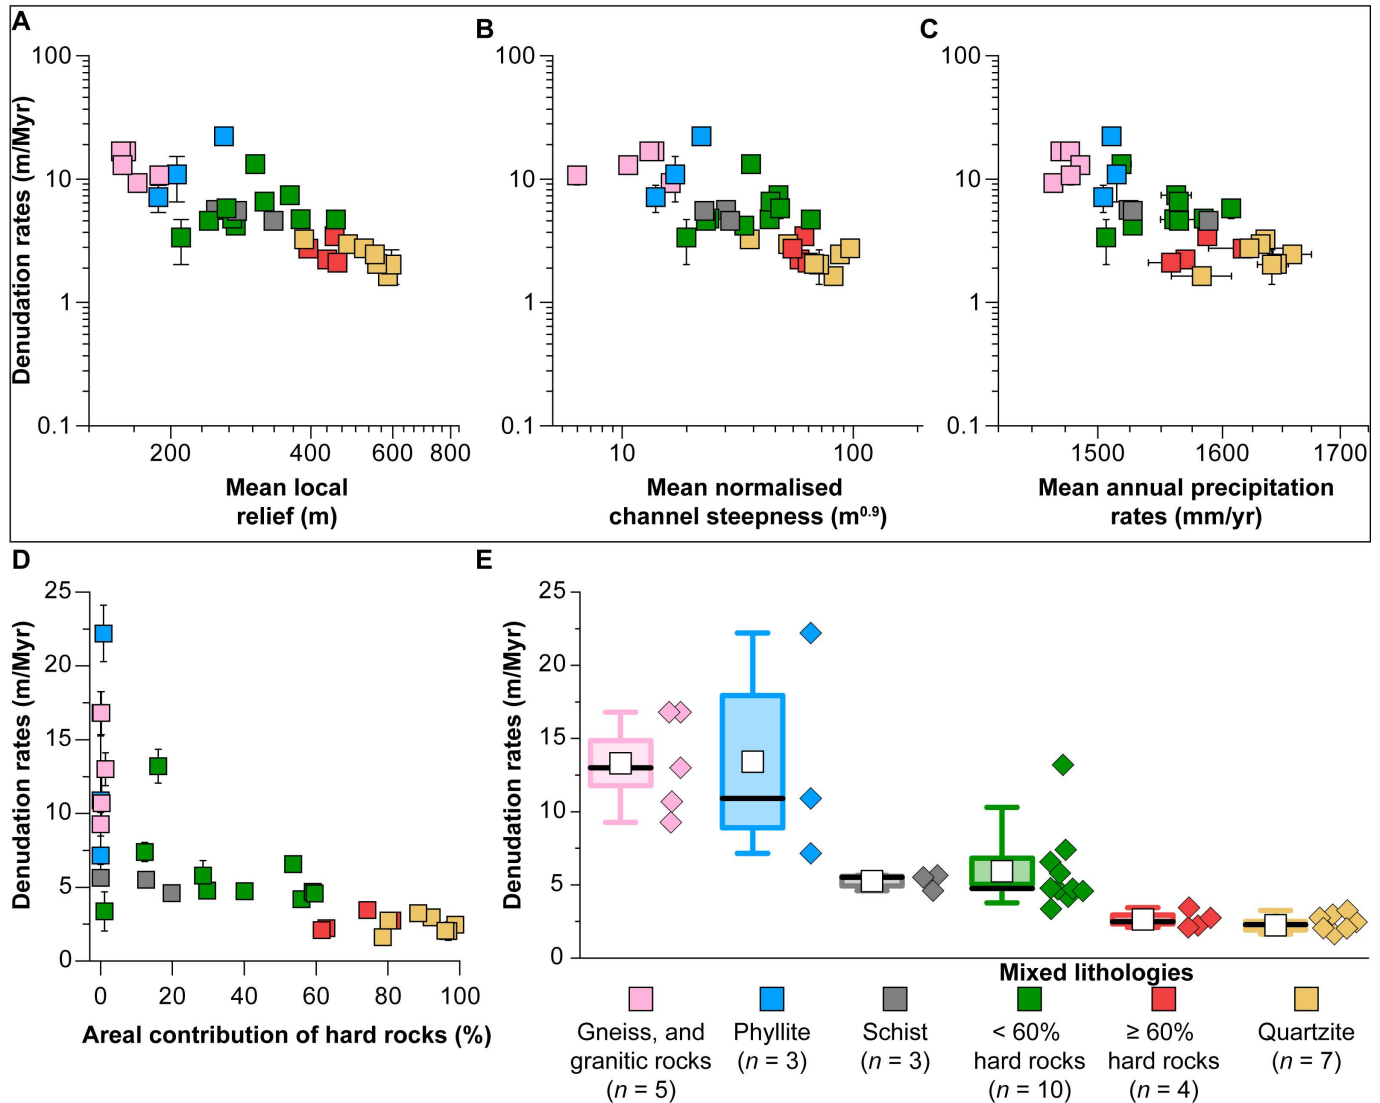 A
B
C
Denudation rates (m/Myr)
100
10
1
0.1
200
400
600
800
Mean local
relief (m)
100
10
1
0.1
10
100
Mean normalised
channel steepness (m0.9)
100
10
1
0.1
1500
1600
1700
Mean annual precipitation
rates (mm/yr)
D
Denudation rates (m/Myr)
25
20
15
10
5
0
0
20
40
60
80
100
Areal contribution of hard rocks (%)
E
Denudation rates (m/Myr)
25
20
15
10
5
0
Mixed lithologies
Gneiss, and
granitic rocks
(n = 5)
Phyllite
(n = 3)
Schist
(n = 3)
< 60%
hard rocks
(n = 10)
≥ 60%
hard rocks
(n = 4)
Quartzite
(n = 7)